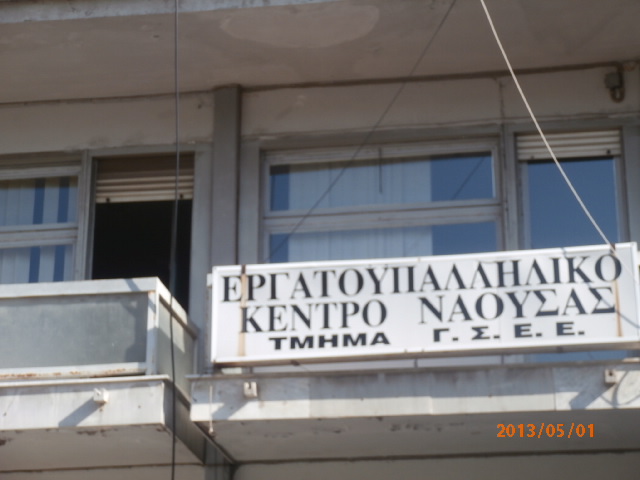 ΕΡΓΑΤΟΥΠΑΛΛΗΛΙΚΟ
ΚΕΝΤΡΟ ΝΑΟΥΣΑΣ
ΤΜΗΜΑ Γ. Σ. Ε. Ε.
2013/05/01